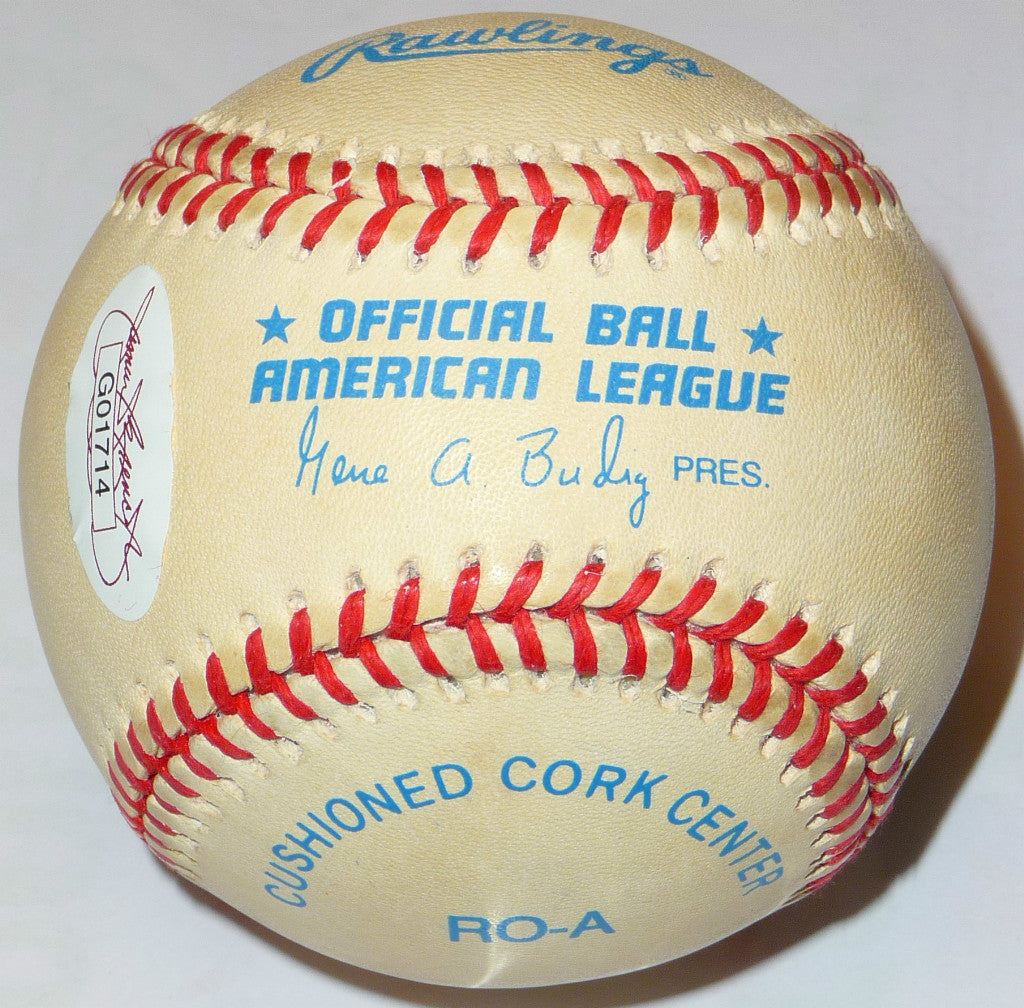 Rawlings
★ OFFICIAL BALL ★
AMERICAN LEAGUE
Gene A. Budig PRES.
G01714
CUSHIONED CORK CENTER
RO-A